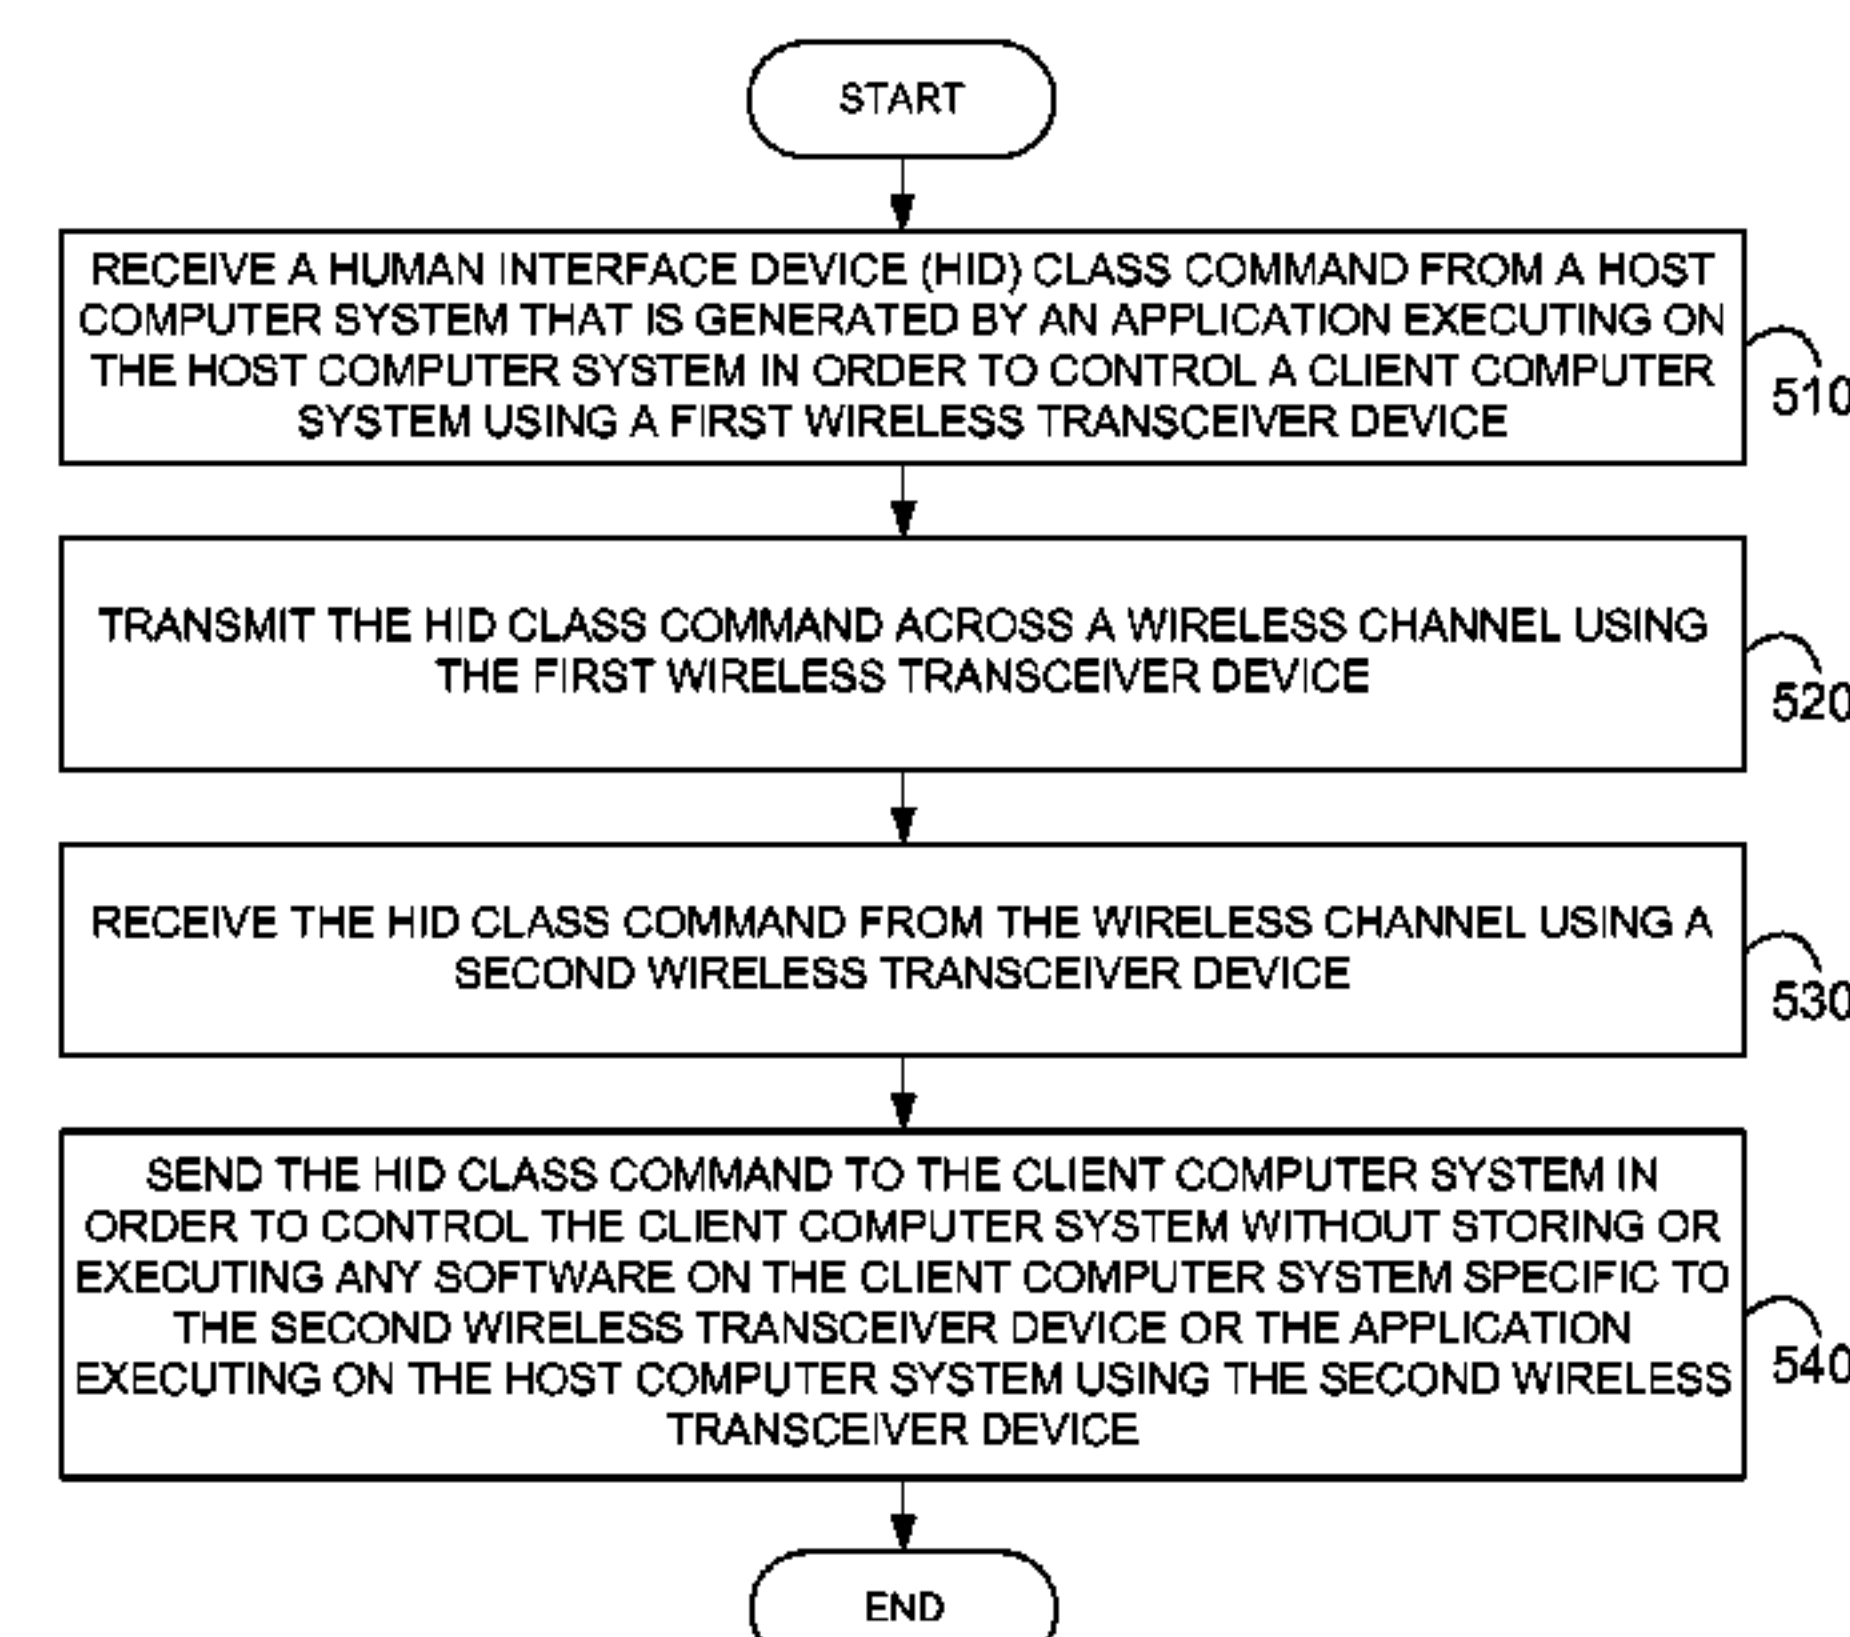 START
RECEIVE A HUMAN INTERFACE DEVICE (HID) CLASS COMMAND FROM A HOST
COMPUTER SYSTEM THAT IS GENERATED BY AN APPLICATION EXECUTING ON
THE HOST COMPUTER SYSTEM IN ORDER TO CONTROL A CLIENT COMPUTER
SYSTEM USING A FIRST WIRELESS TRANSCEIVER DEVICE
510
TRANSMIT THE HID CLASS COMMAND ACROSS A WIRELESS CHANNEL USING
THE FIRST WIRELESS TRANSCEIVER DEVICE
520
RECEIVE THE HID CLASS COMMAND FROM THE WIRELESS CHANNEL USING A
SECOND WIRELESS TRANSCEIVER DEVICE
530
SEND THE HID CLASS COMMAND TO THE CLIENT COMPUTER SYSTEM IN
ORDER TO CONTROL THE CLIENT COMPUTER SYSTEM WITHOUT STORING OR
EXECUTING ANY SOFTWARE ON THE CLIENT COMPUTER SYSTEM SPECIFIC TO
THE SECOND WIRELESS TRANSCEIVER DEVICE OR THE APPLICATION
EXECUTING ON THE HOST COMPUTER SYSTEM USING THE SECOND WIRELESS
TRANSCEIVER DEVICE
540
END